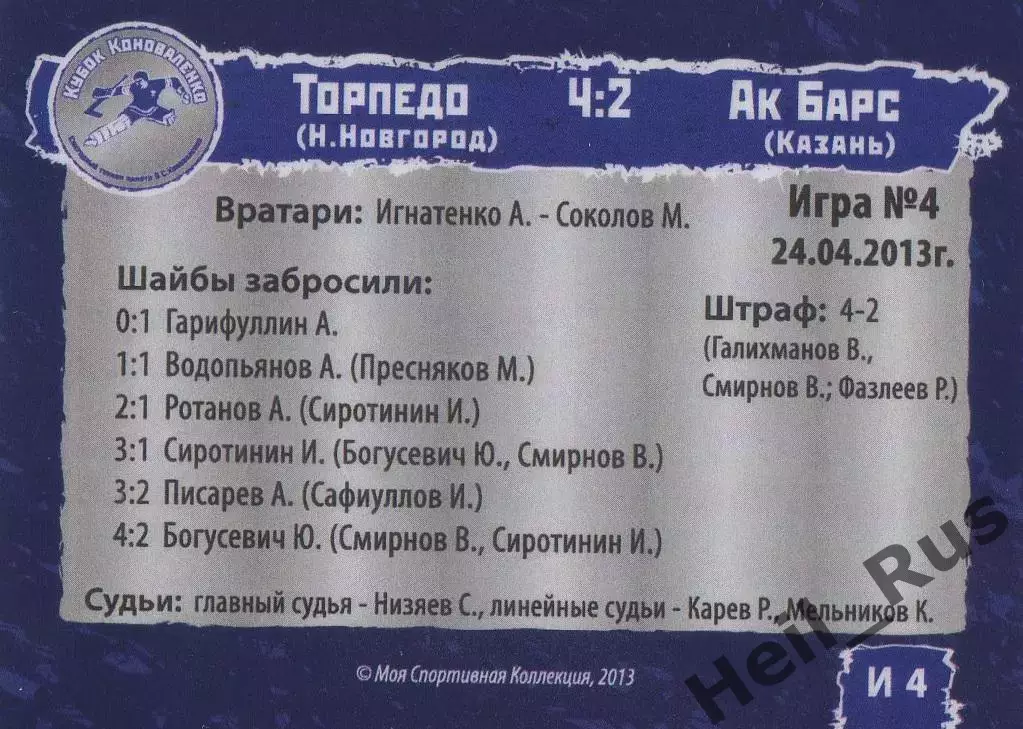 Кубок Коноваленко
Торпедо 4:2 Ак Барс
(Н.Новгород) (Казань)
Вратари: Игнатенко А. - Соколов М.
Игра №4
24.04.2013г.
Шайбы забросили:
0:1 Гарифуллин А.
1:1 Водопьянов А. (Пресняков М.)
2:1 Ротанов А. (Сиротинин И.)
3:1 Сиротинин И. (Богусевич Ю., Смирнов В.)
3:2 Писарев А. (Сафиуллов И.)
4:2 Богусевич Ю. (Смирнов В., Сиротинин И.)
Штраф: 4-2
(Галихманов В.,
Смирнов В.; Фазлеев Р.)
Судьи: главный судья - Низяев С., линейные судьи - Карев Р., Мельников К.
© Моя Спортивная Коллекция, 2013
И 4
Heil_Rus